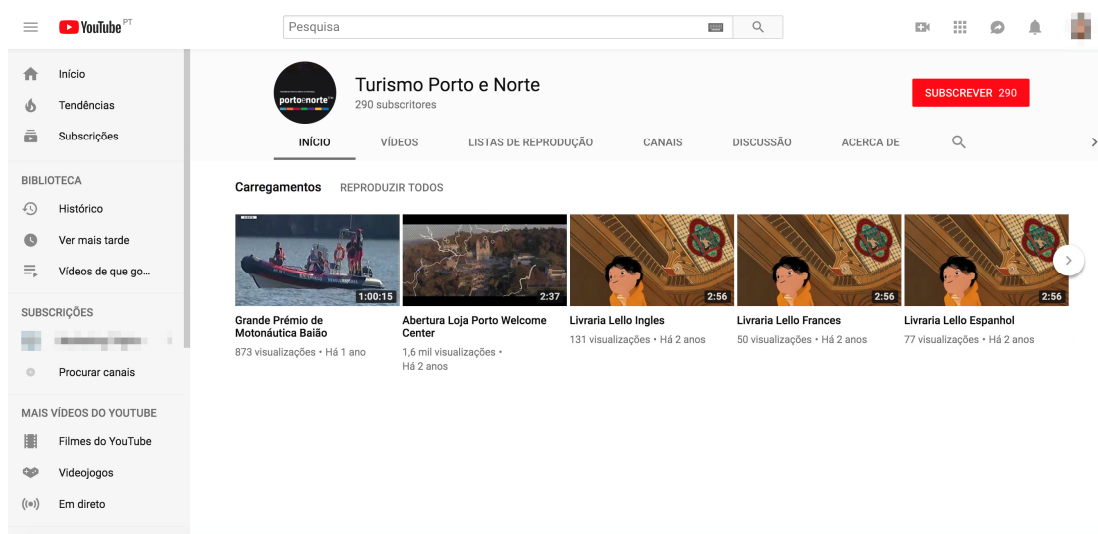 YouTube PT
Pesquisa
Início
Tendências
Subscrições
BIBLIOTECA
Histórico
Ver mais tarde
Vídeos de que go...
SUBSCRIÇÕES
Procurar canais
MAIS VÍDEOS DO YOUTUBE
Filmes do YouTube
Videojogos
Em direto
portoenorte
Turismo Porto e Norte
290 subscritores
SUBSCREVER 290
INÍCIO VÍDEOS LISTAS DE REPRODUÇÃO CANAIS DISCUSSÃO ACERCA DE
Carregamentos REPRODUZIR TODOS
1:00:15
Grande Prémio de
Motonáutica Baião
873 visualizações • Há 1 ano
2:37
Abertura Loja Porto Welcome
Center
1,6 mil visualizações •
Há 2 anos
2:56
Livraria Lello Ingles
131 visualizações • Há 2 anos
2:56
Livraria Lello Frances
50 visualizações • Há 2 anos
2:56
Livraria Lello Espanhol
77 visualizações • Há 2 anos